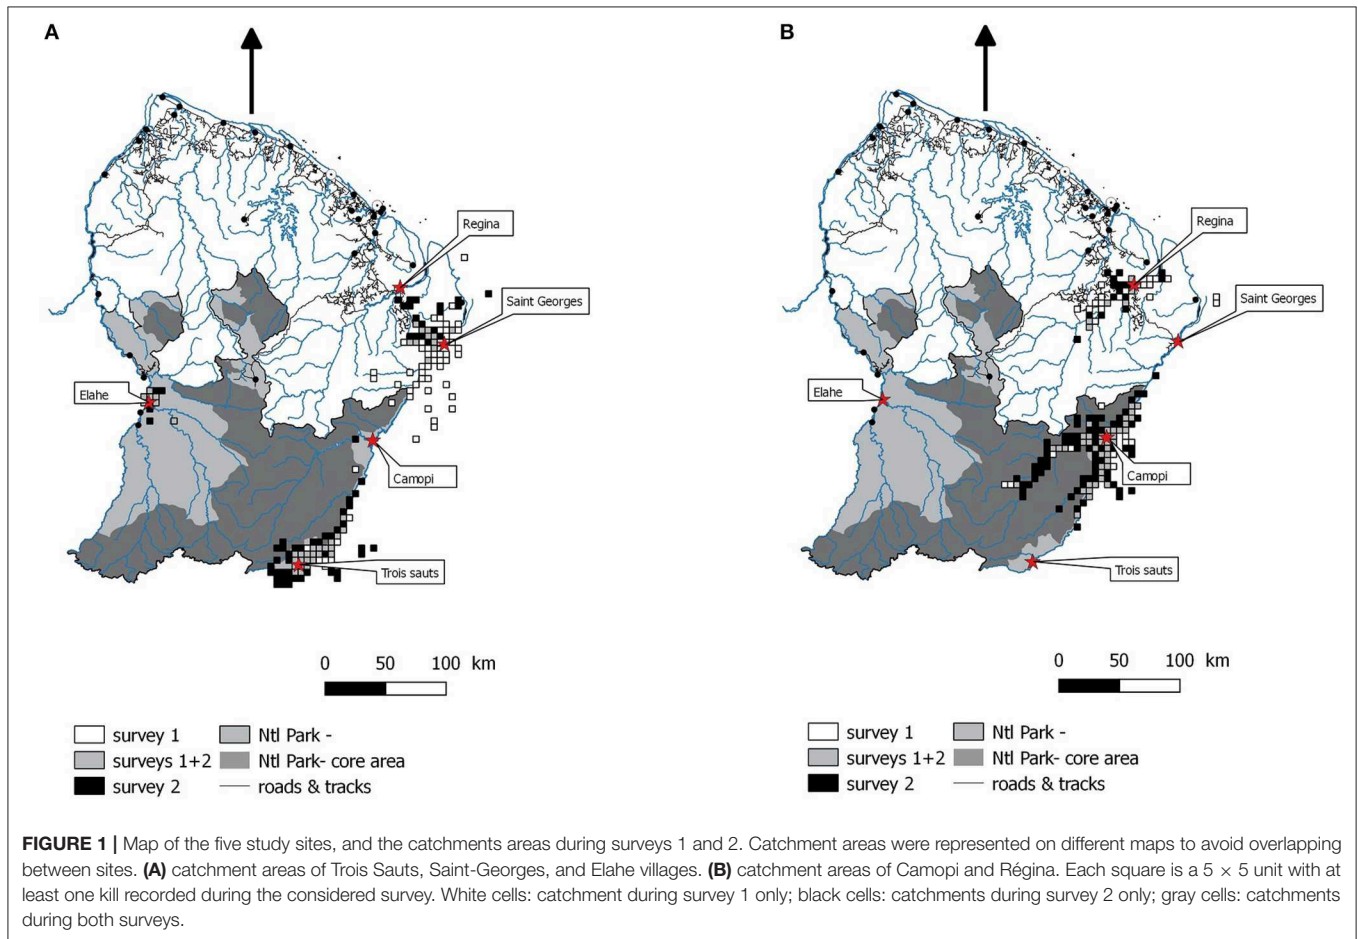 A
Regina
Saint Georges
Elahe
Camopi
Trois sauts
0 50 100 km
survey 1
surveys 1+2
survey 2
Ntl Park -
Ntl Park- core area
roads & tracks
B
Regina
Saint Georges
Elahe
Camopi
Trois sauts
0 50 100 km
survey 1
surveys 1+2
survey 2
Ntl Park -
Ntl Park- core area
roads & tracks
FIGURE 1 | Map of the five study sites, and the catchments areas during surveys 1 and 2. Catchment areas were represented on different maps to avoid overlapping
between sites. (A) catchment areas of Trois Sauts, Saint-Georges, and Elahe villages. (B) catchment areas of Camopi and Régina. Each square is a 5 × 5 unit with at
least one kill recorded during the considered survey. White cells: catchment during survey 1 only; black cells: catchments during survey 2 only; gray cells: catchments
during both surveys.